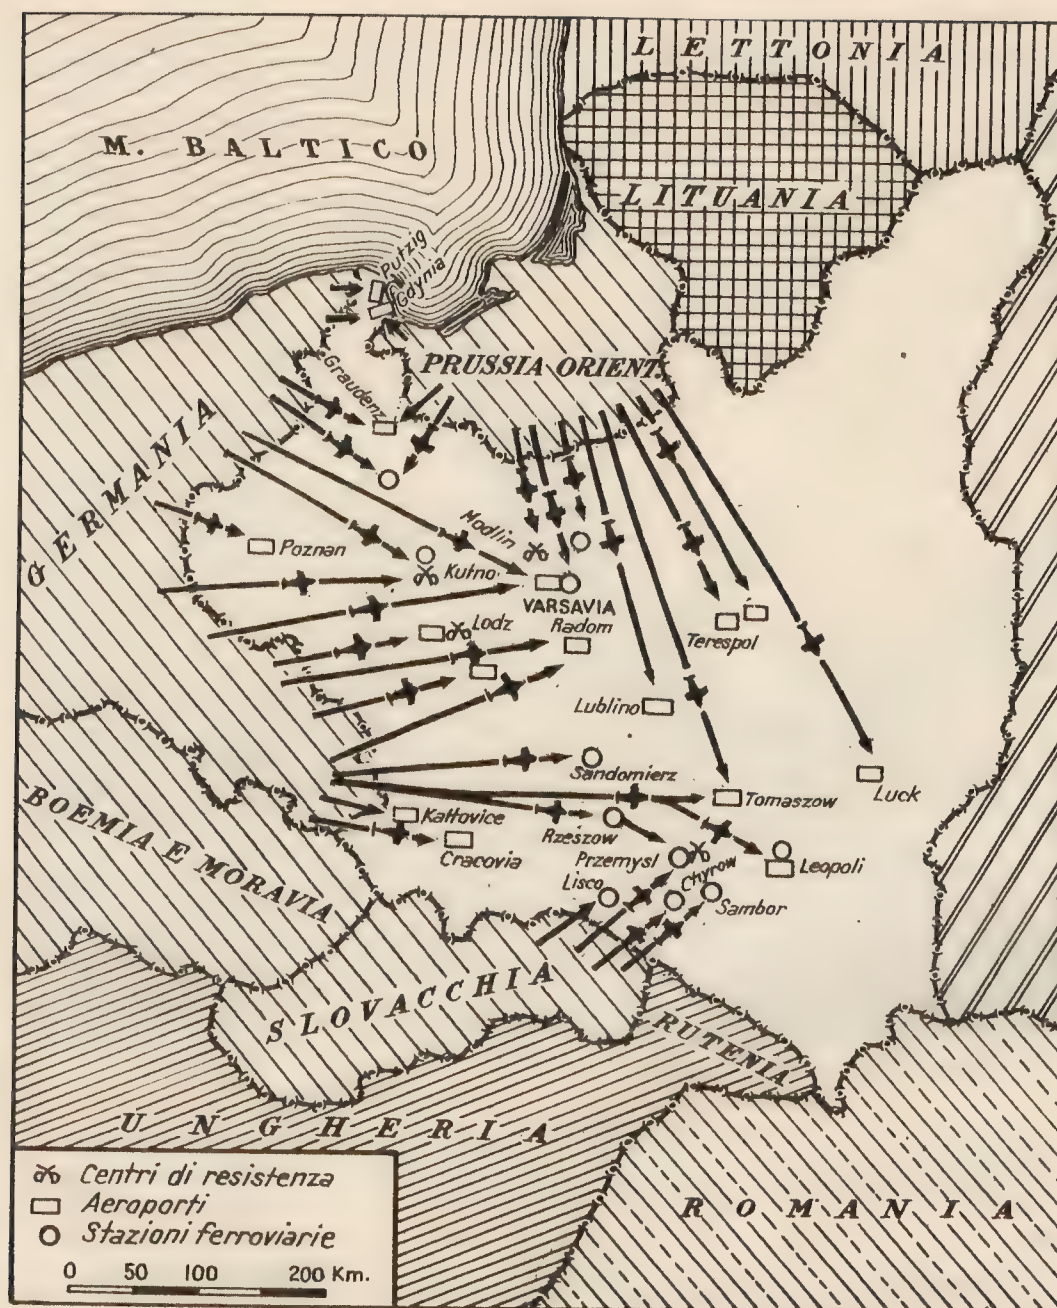 LETTONIA
M. BALTICO
LITUANIA
Putzig
Gdynia
PRUSSIA ORIENT.
Graudenz
GERMANIA
Modlin
Poznan
Kutno
VARSAVIA
Lodz
Radom
Terespol
Lublino
Sandomierz
Luck
Tomaszow
Kattovice
Rzeszow
Cracovia
Przemysl
Leopoli
Lisco
Chyrow
Sambor
BOEMIA E MORAVIA
SLOVACCHIA
RUTENIA
UNGHERIA
ROMANIA
Centri di resistenza
Aeroporti
Stazioni ferroviarie
0 50 100 200 Km.